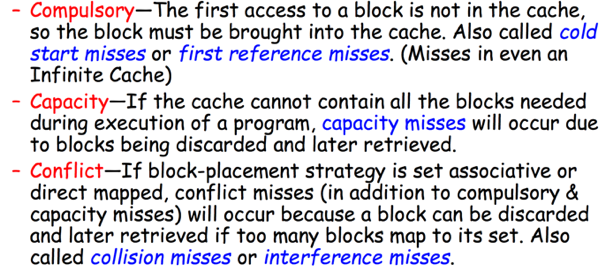 – Compulsory—The first access to a block is not in the cache,
so the block must be brought into the cache. Also called cold
start misses or first reference misses. (Misses in even an
Infinite Cache)
– Capacity—If the cache cannot contain all the blocks needed
during execution of a program, capacity misses will occur due
to blocks being discarded and later retrieved.
– Conflict—If block-placement strategy is set associative or
direct mapped, conflict misses (in addition to compulsory &
capacity misses) will occur because a block can be discarded
and later retrieved if too many blocks map to its set. Also
called collision misses or interference misses.